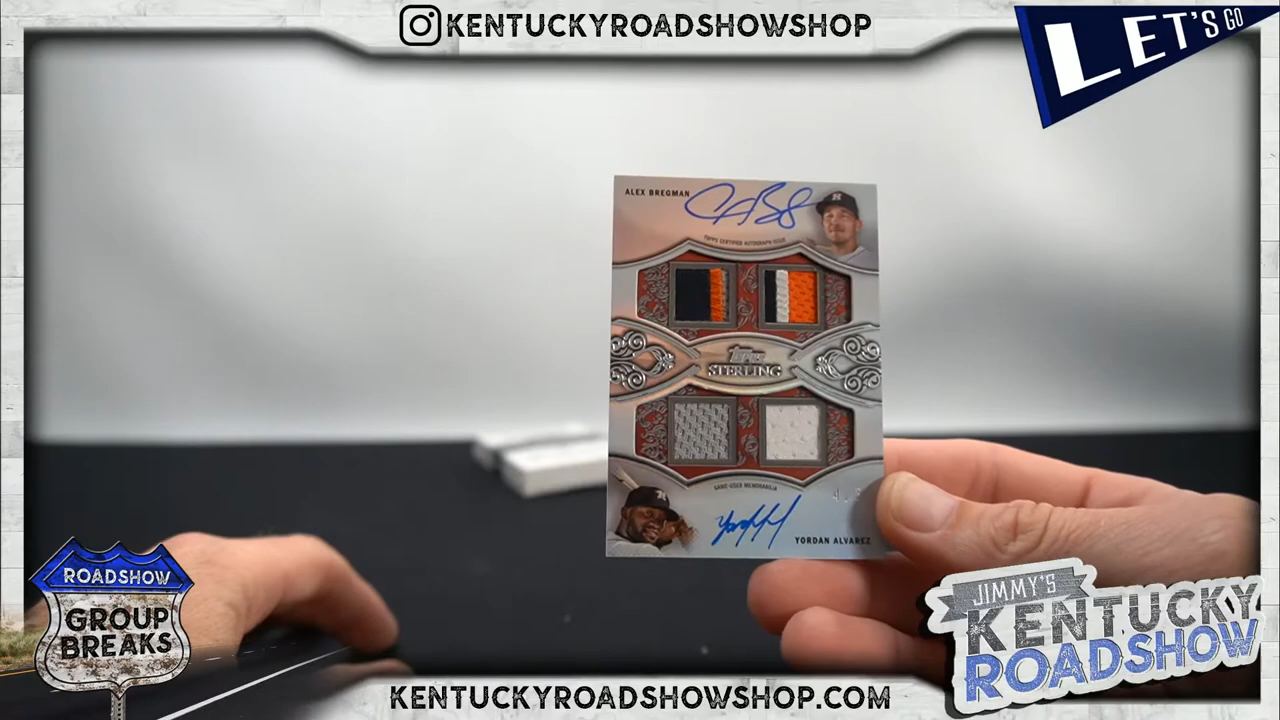 KENTUCKYROADSHOWSHOP
LET'S GO
ALEX BREGMAN
TOPPS CERTIFIED AUTOGRAPH ISSUE
Topps
STERLING
GAME-USED MEMORABILIA
YORDAN ALVAREZ
ROADSHOW
GROUP
BREAKS
JIMMY'S
KENTUCKY
ROADSHOW
KENTUCKYROADSHOWSHOP.COM